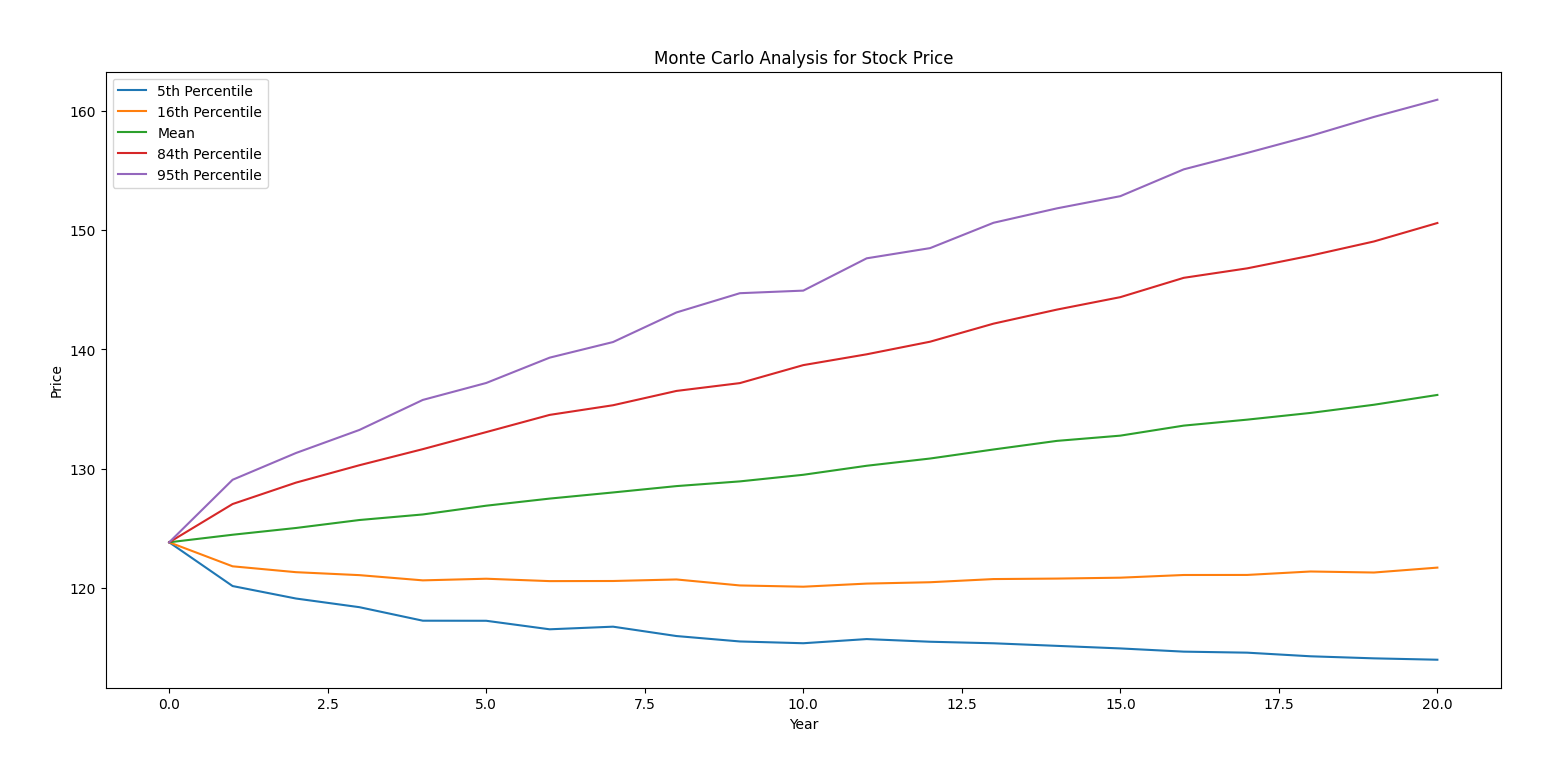 Monte Carlo Analysis for Stock Price
5th Percentile
16th Percentile
Mean
84th Percentile
95th Percentile
160
150
140
130
120
Price
0.0 2.5 5.0 7.5 10.0 12.5 15.0 17.5 20.0
Year